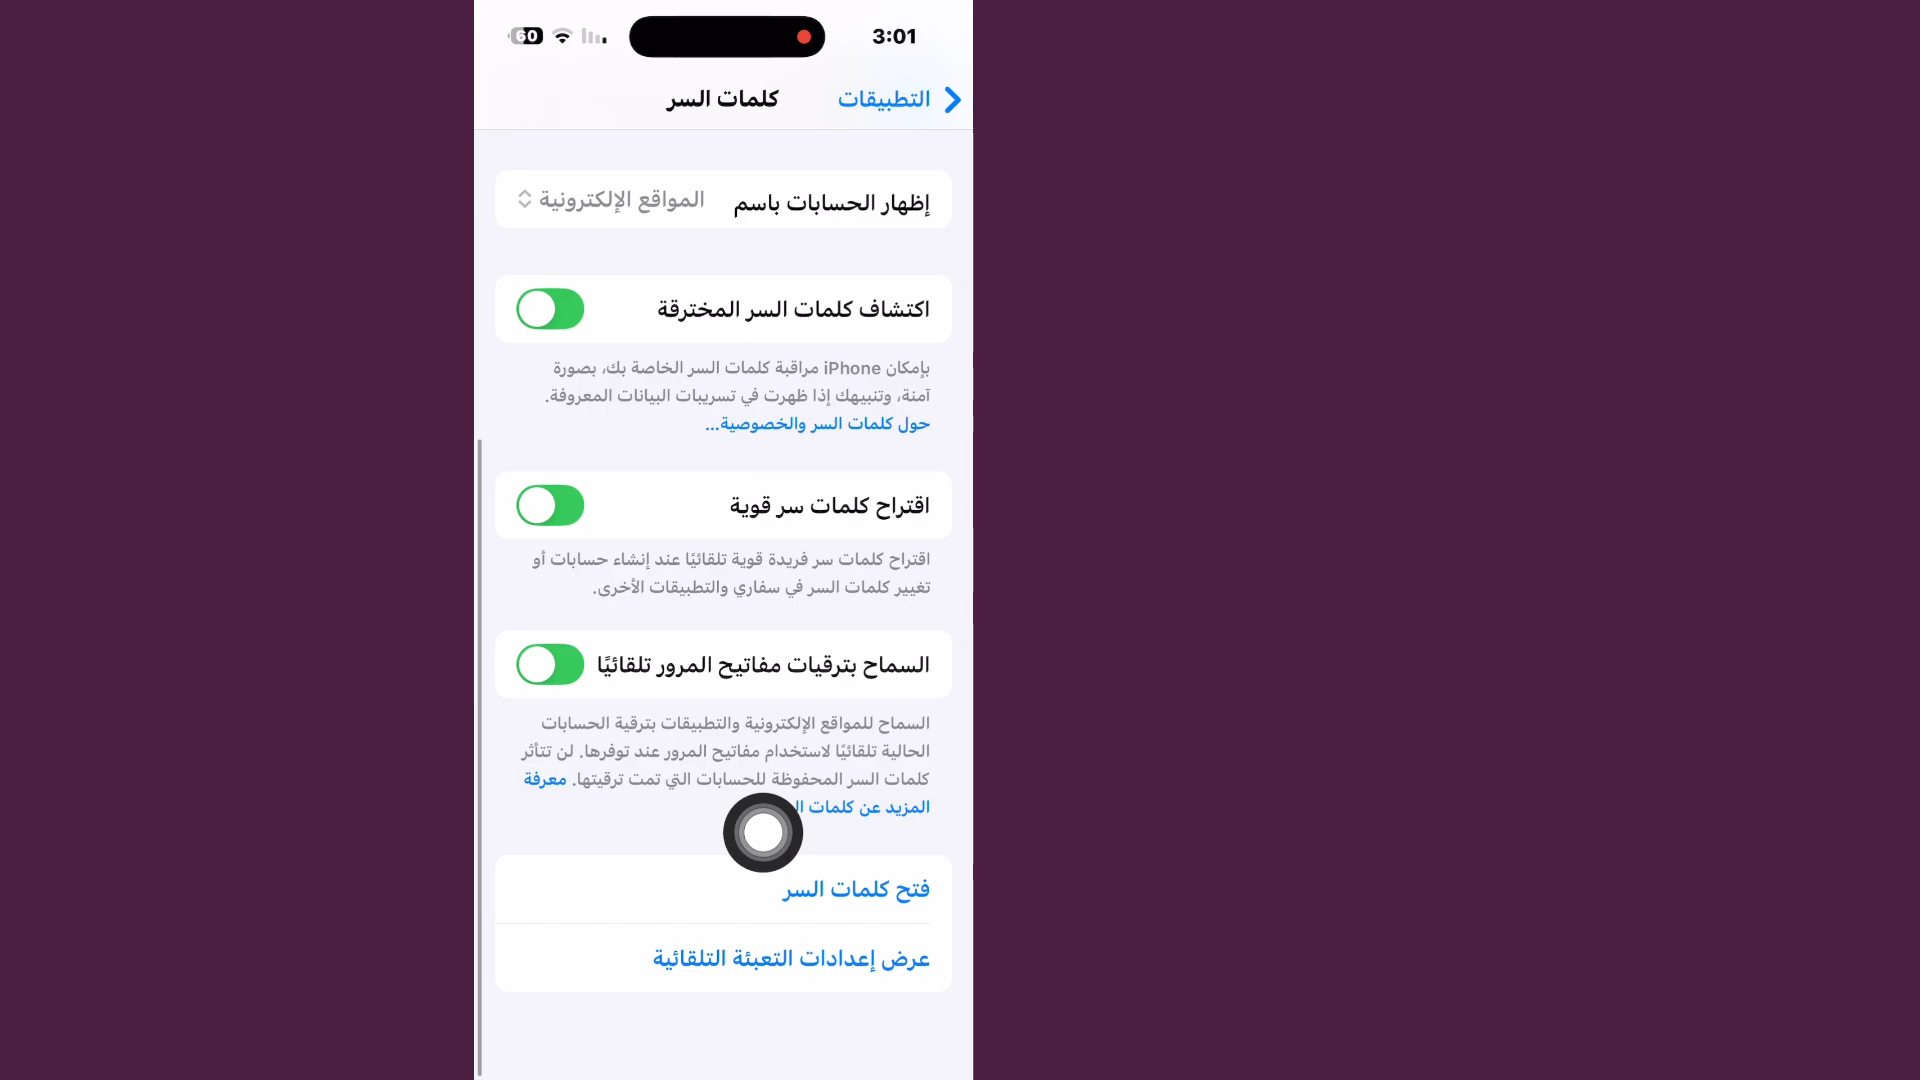 3:01
60
التطبيقات
كلمات السر
إظهار الحسابات باسم
المواقع الإلكترونية
اكتشاف كلمات السر المخترقة
بإمكان iPhone مراقبة كلمات السر الخاصة بك، بصورة
آمنة، وتنبيهك إذا ظهرت في تسريبات البيانات المعروفة.
حول كلمات السر والخصوصية...
اقتراح كلمات سر قوية
اقتراح كلمات سر فريدة قوية تلقائيًا عند إنشاء حسابات أو
تغيير كلمات السر في سفاري والتطبيقات الأخرى.
السماح بترقيات مفاتيح المرور تلقائيًا
السماح للمواقع الإلكترونية والتطبيقات بترقية الحسابات
الحالية تلقائيًا لاستخدام مفاتيح المرور عند توفرها. لن تتأثر
كلمات السر المحفوظة للحسابات التي تمت ترقيتها. معرفة
المزيد عن كلمات
فتح كلمات السر
عرض إعدادات التعبئة التلقائية